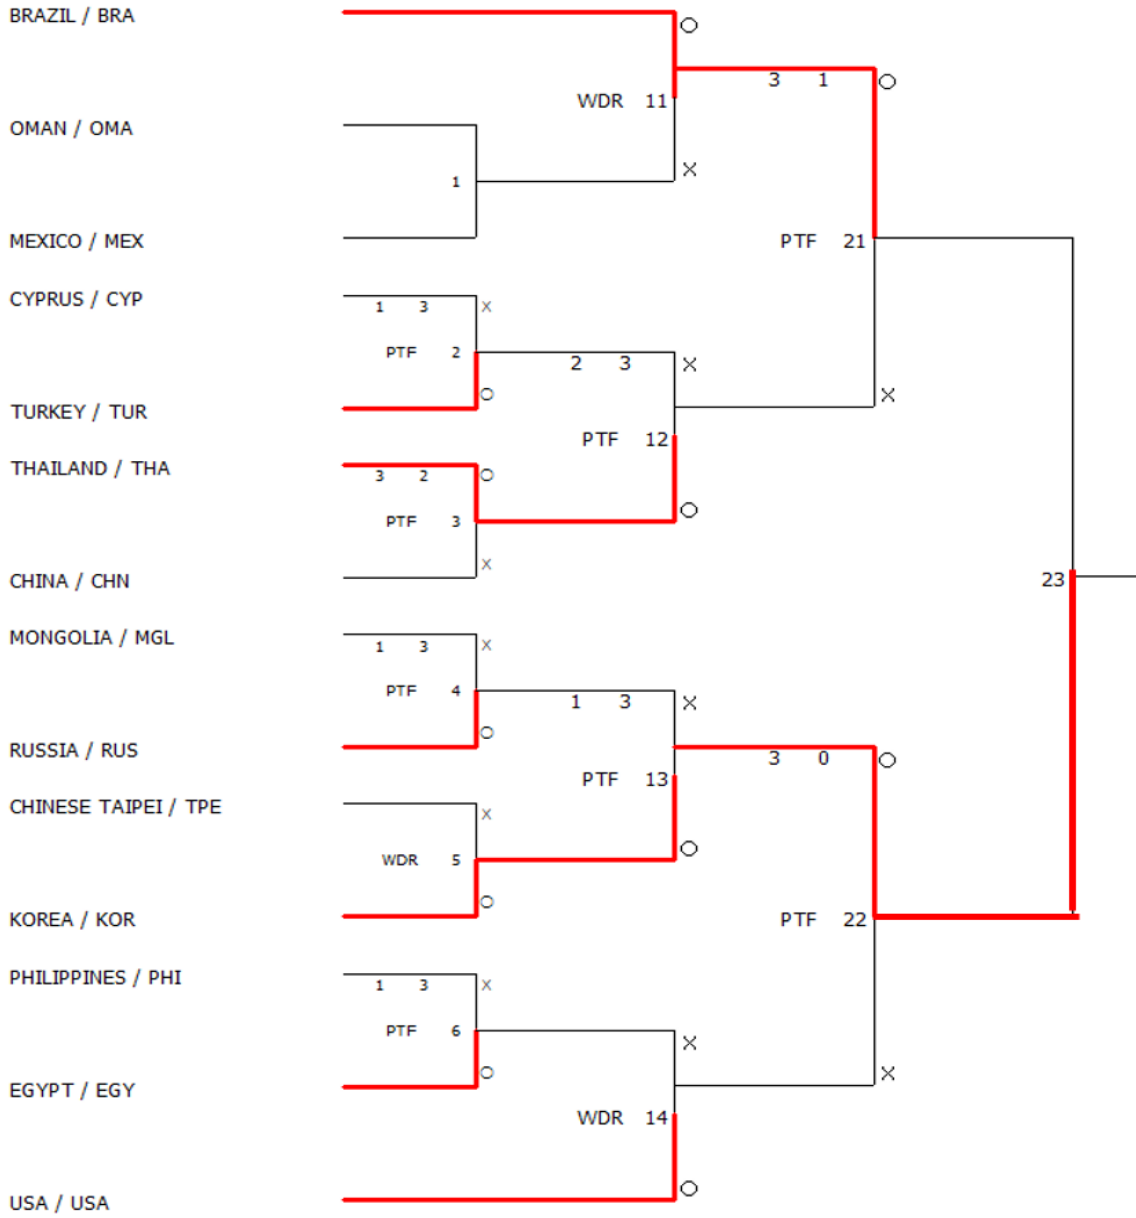 BRAZIL / BRA
O
3 1 O
WDR 11
OMAN / OMA
X
1
MEXICO / MEX
PTF 21
CYPRUS / CYP
1 3 X
PTF 2
2 3 X
O
X
TURKEY / TUR
PTF 12
THAILAND / THA
3 2 O
O
PTF 3
X
CHINA / CHN
23
MONGOLIA / MGL
1 3 X
PTF 4
1 3 X
O
RUSSIA / RUS
3 0 O
PTF 13
CHINESE TAIPEI / TPE
X
O
WDR 5
O
KOREA / KOR
PTF 22
PHILIPPINES / PHI
1 3 X
PTF 6
X
O
X
EGYPT / EGY
WDR 14
O
USA / USA